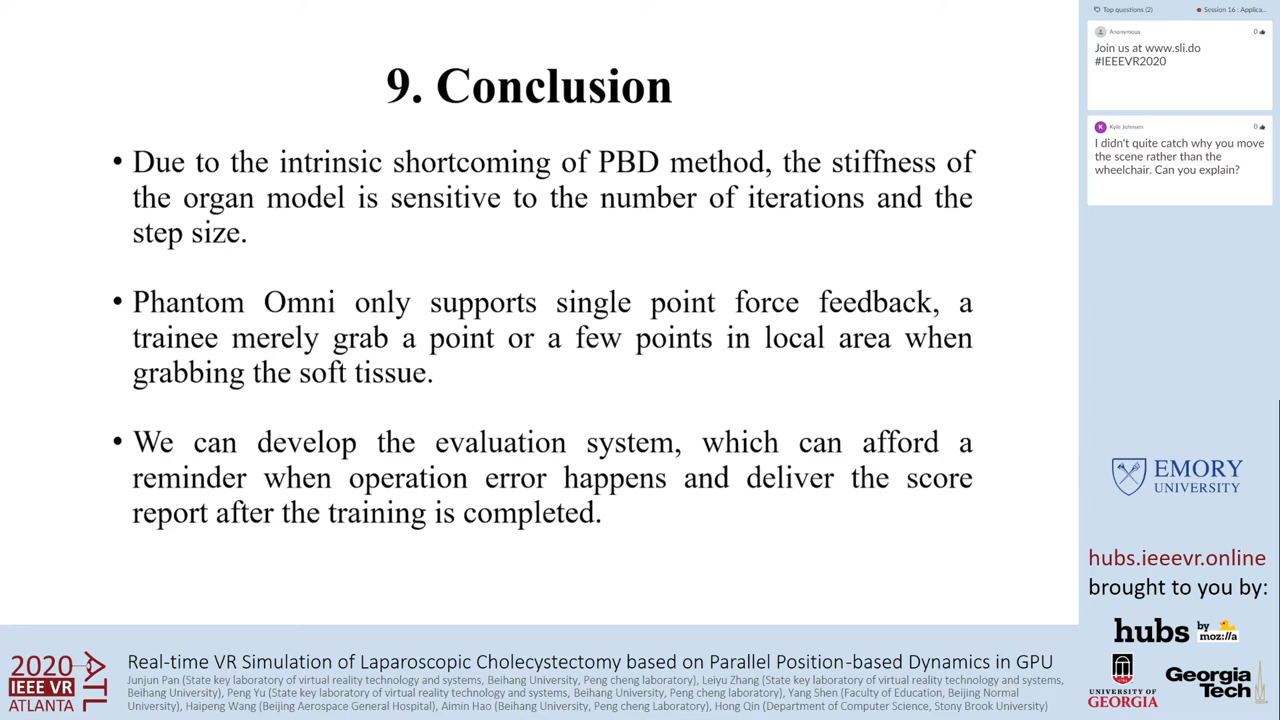 9. Conclusion
• Due to the intrinsic shortcoming of PBD method, the stiffness of
the organ model is sensitive to the number of iterations and the
step size.
• Phantom Omni only supports single point force feedback, a
trainee merely grab a point or a few points in local area when
grabbing the soft tissue.
• We can develop the evaluation system, which can afford a
reminder when operation error happens and deliver the score
report after the training is completed.
Top questions (2)
Session 16 : Applica...
Anonymous
0
Join us at www.sli.do
#IEEEVR2020
K
Kyle Johnsen
0
I didn't quite catch why you move
the scene rather than the
wheelchair. Can you explain?
EMORY
UNIVERSITY
hubs.ieeevr.online
brought to you by:
hubs by
moz://a
UNIVERSITY OF
GEORGIA
Georgia
Tech
2020
IEEE VR
ATLANTA
ATL
Real-time VR Simulation of Laparoscopic Cholecystectomy based on Parallel Position-based Dynamics in GPU
Junjun Pan (State key laboratory of virtual reality technology and systems, Beihang University, Peng cheng laboratory), Leiyu Zhang (State key laboratory of virtual reality technology and systems,
Beihang University), Peng Yu (State key laboratory of virtual reality technology and systems, Beihang University, Peng cheng laboratory), Yang Shen (Faculty of Education, Beijing Normal
University), Haipeng Wang (Beijing Aerospace General Hospital), Aimin Hao (Beihang University, Peng cheng Laboratory), Hong Qin (Department of Computer Science, Stony Brook University)